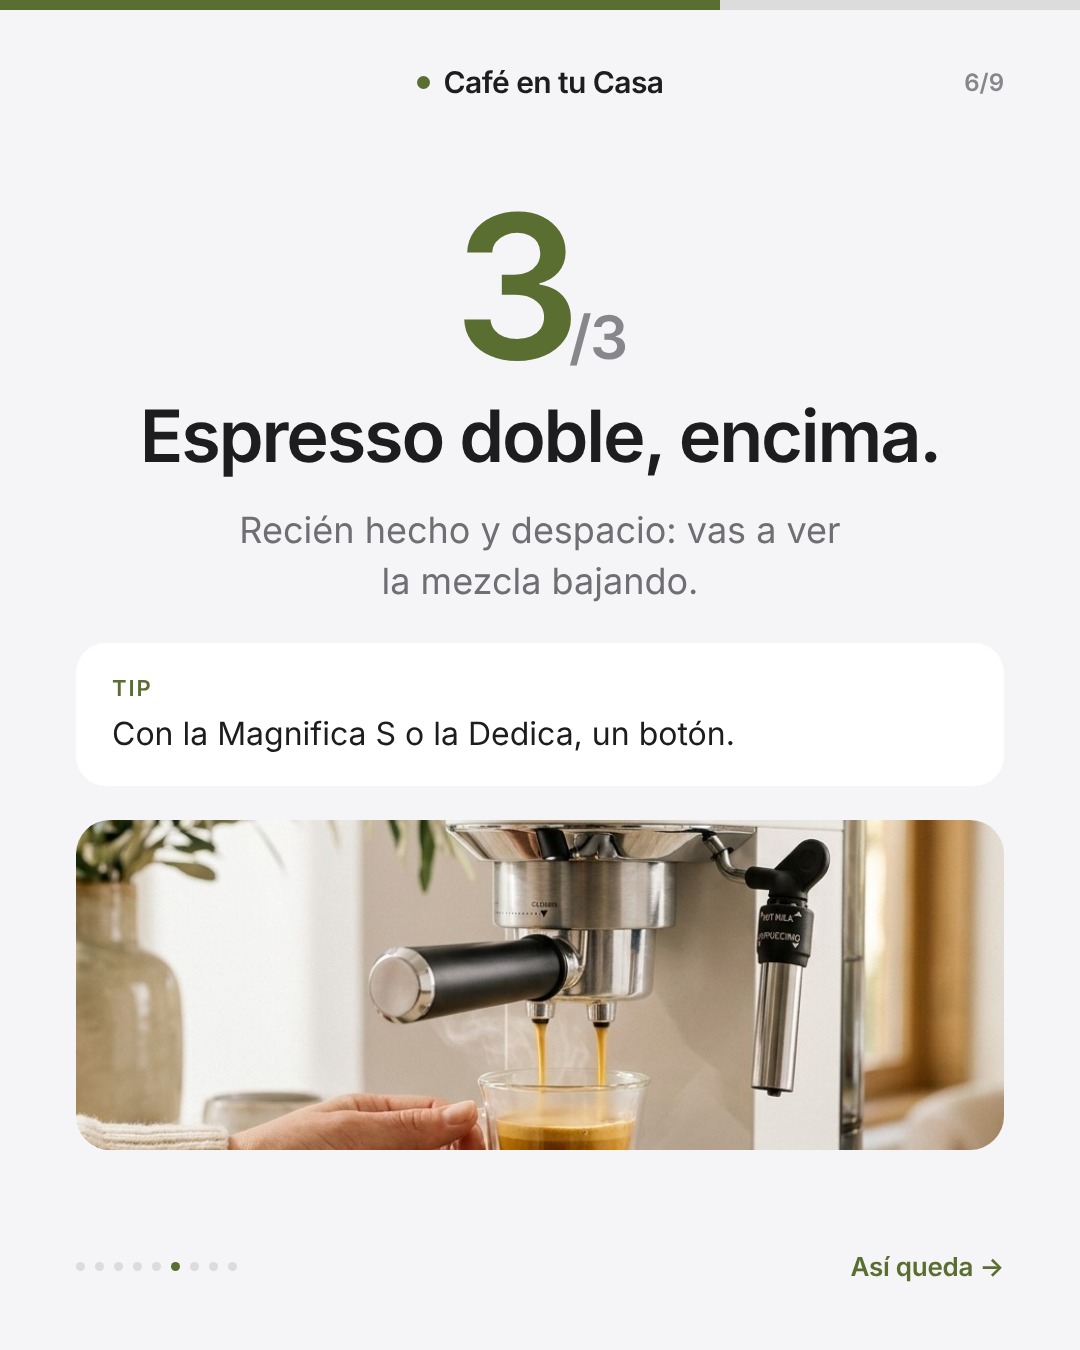 Café en tu Casa
6/9
3/3
Espresso doble, encima.
Recién hecho y despacio: vas a ver
la mezcla bajando.
TIP
Con la Magnifica S o la Dedica, un botón.
Así queda →